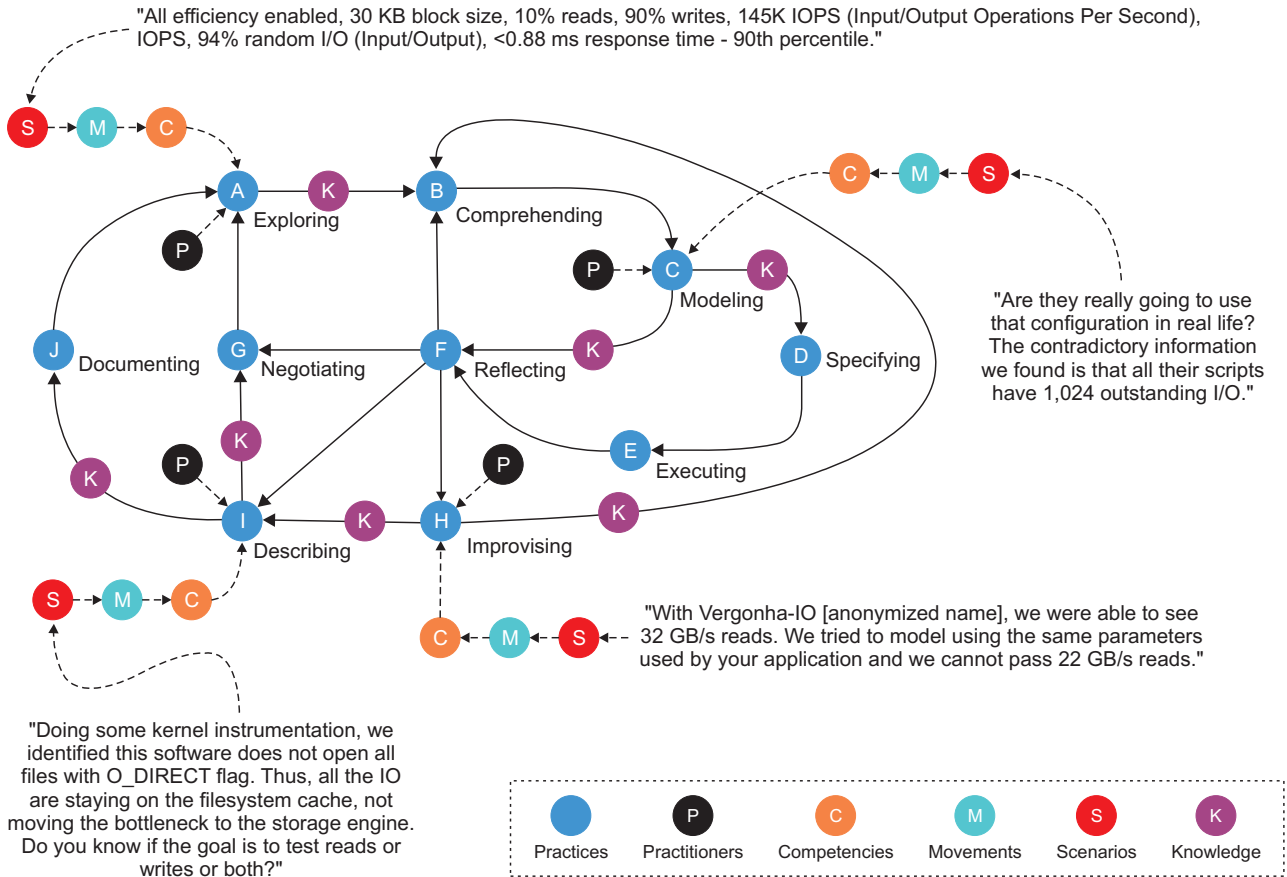 "All efficiency enabled, 30 KB block size, 10% reads, 90% writes, 145K IOPS (Input/Output Operations Per Second),
IOPS, 94% random I/O (Input/Output), <0.88 ms response time - 90th percentile."
S
M
C
C
M
S
A
K
B
Exploring
Comprehending
P
P
C
K
Modeling
"Are they really going to use
that configuration in real life?
The contradictory information
we found is that all their scripts
have 1,024 outstanding I/O."
J
Documenting
G
Negotiating
F
Reflecting
K
D
Specifying
K
P
K
P
E
Executing
I
Describing
K
H
Improvising
K
S
M
C
C
M
S
"With Vergonha-IO [anonymized name], we were able to see
32 GB/s reads. We tried to model using the same parameters
used by your application and we cannot pass 22 GB/s reads."
"Doing some kernel instrumentation, we
identified this software does not open all
files with O_DIRECT flag. Thus, all the IO
are staying on the filesystem cache, not
moving the bottleneck to the storage engine.
Do you know if the goal is to test reads or
writes or both?"
P
C
M
S
K
Practices
Practitioners
Competencies
Movements
Scenarios
Knowledge